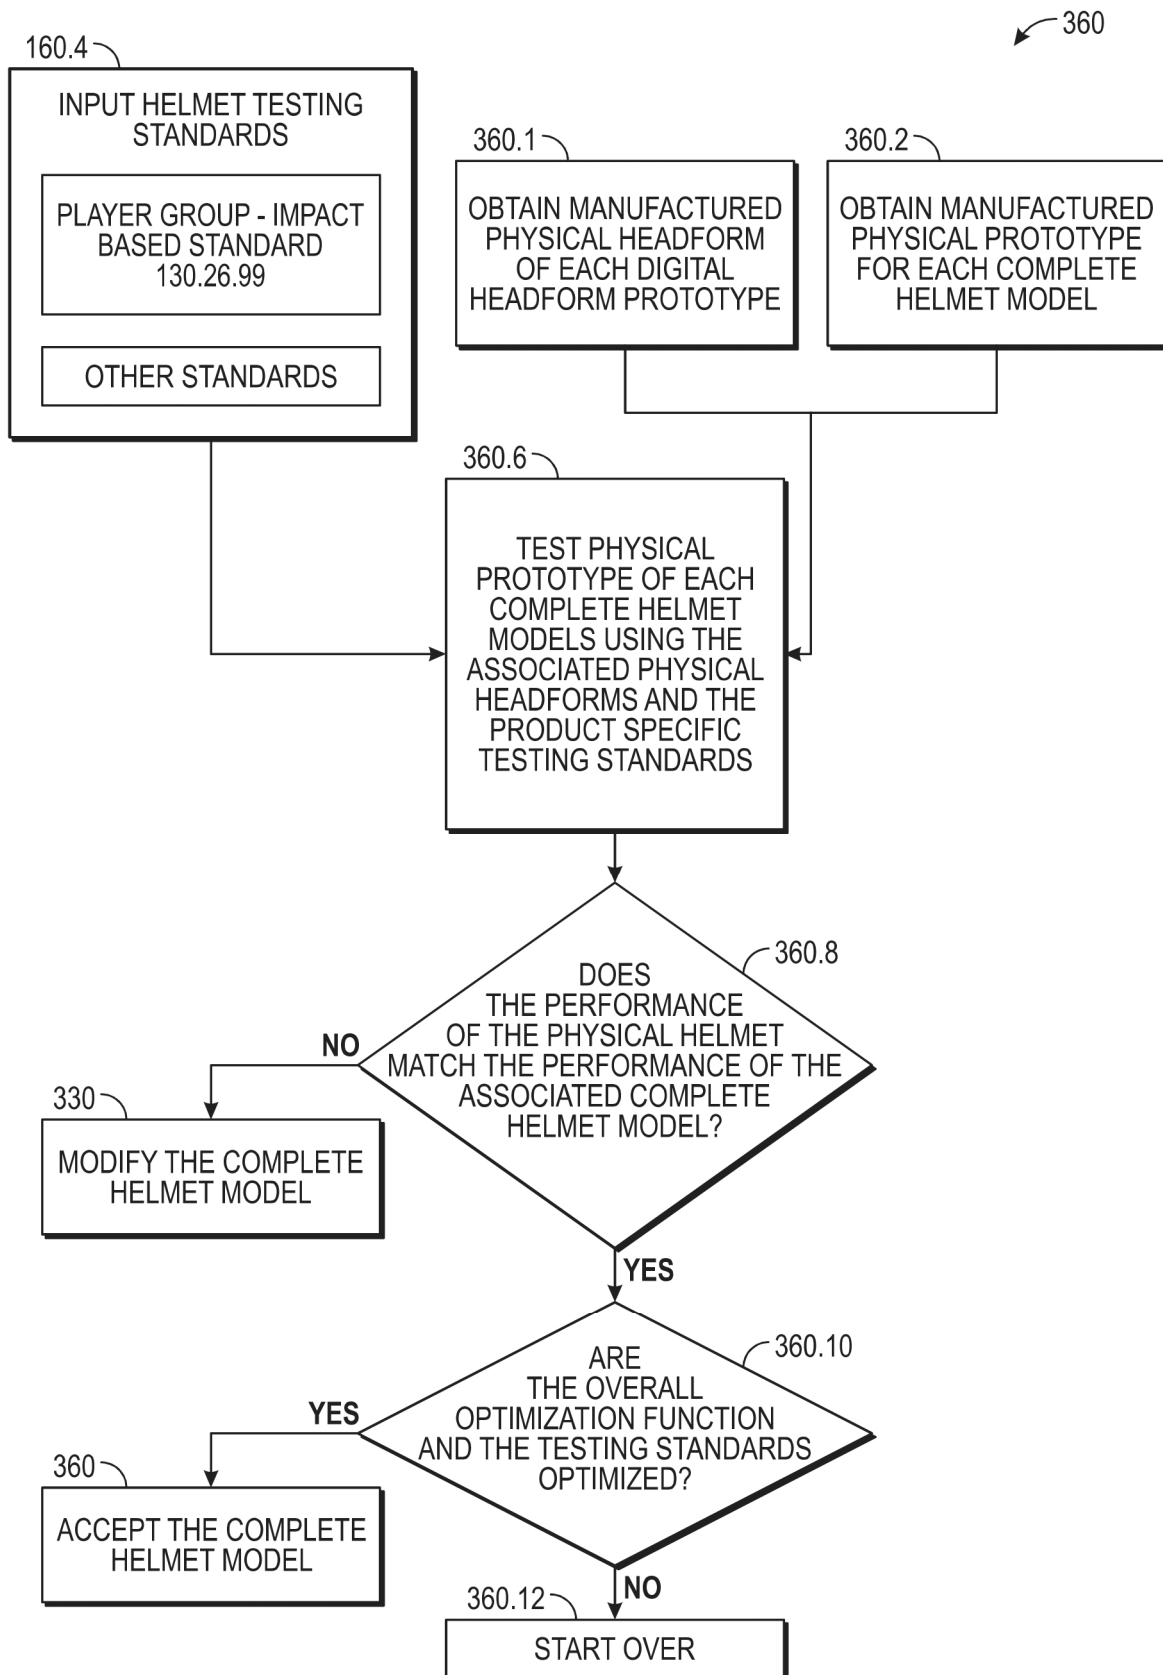 360
160.4
INPUT HELMET TESTING
STANDARDS
PLAYER GROUP - IMPACT
BASED STANDARD
130.26.99
OTHER STANDARDS
360.1
OBTAIN MANUFACTURED
PHYSICAL HEADFORM
OF EACH DIGITAL
HEADFORM PROTOTYPE
360.2
OBTAIN MANUFACTURED
PHYSICAL PROTOTYPE
FOR EACH COMPLETE
HELMET MODEL
360.6
TEST PHYSICAL
PROTOTYPE OF EACH
COMPLETE HELMET
MODELS USING THE
ASSOCIATED PHYSICAL
HEADFORMS AND THE
PRODUCT SPECIFIC
TESTING STANDARDS
360.8
DOES
THE PERFORMANCE
OF THE PHYSICAL HELMET
MATCH THE PERFORMANCE OF THE
ASSOCIATED COMPLETE
HELMET MODEL?
NO
330
MODIFY THE COMPLETE
HELMET MODEL
YES
360.10
ARE
THE OVERALL
OPTIMIZATION FUNCTION
AND THE TESTING STANDARDS
OPTIMIZED?
YES
360
ACCEPT THE COMPLETE
HELMET MODEL
NO
360.12
START OVER